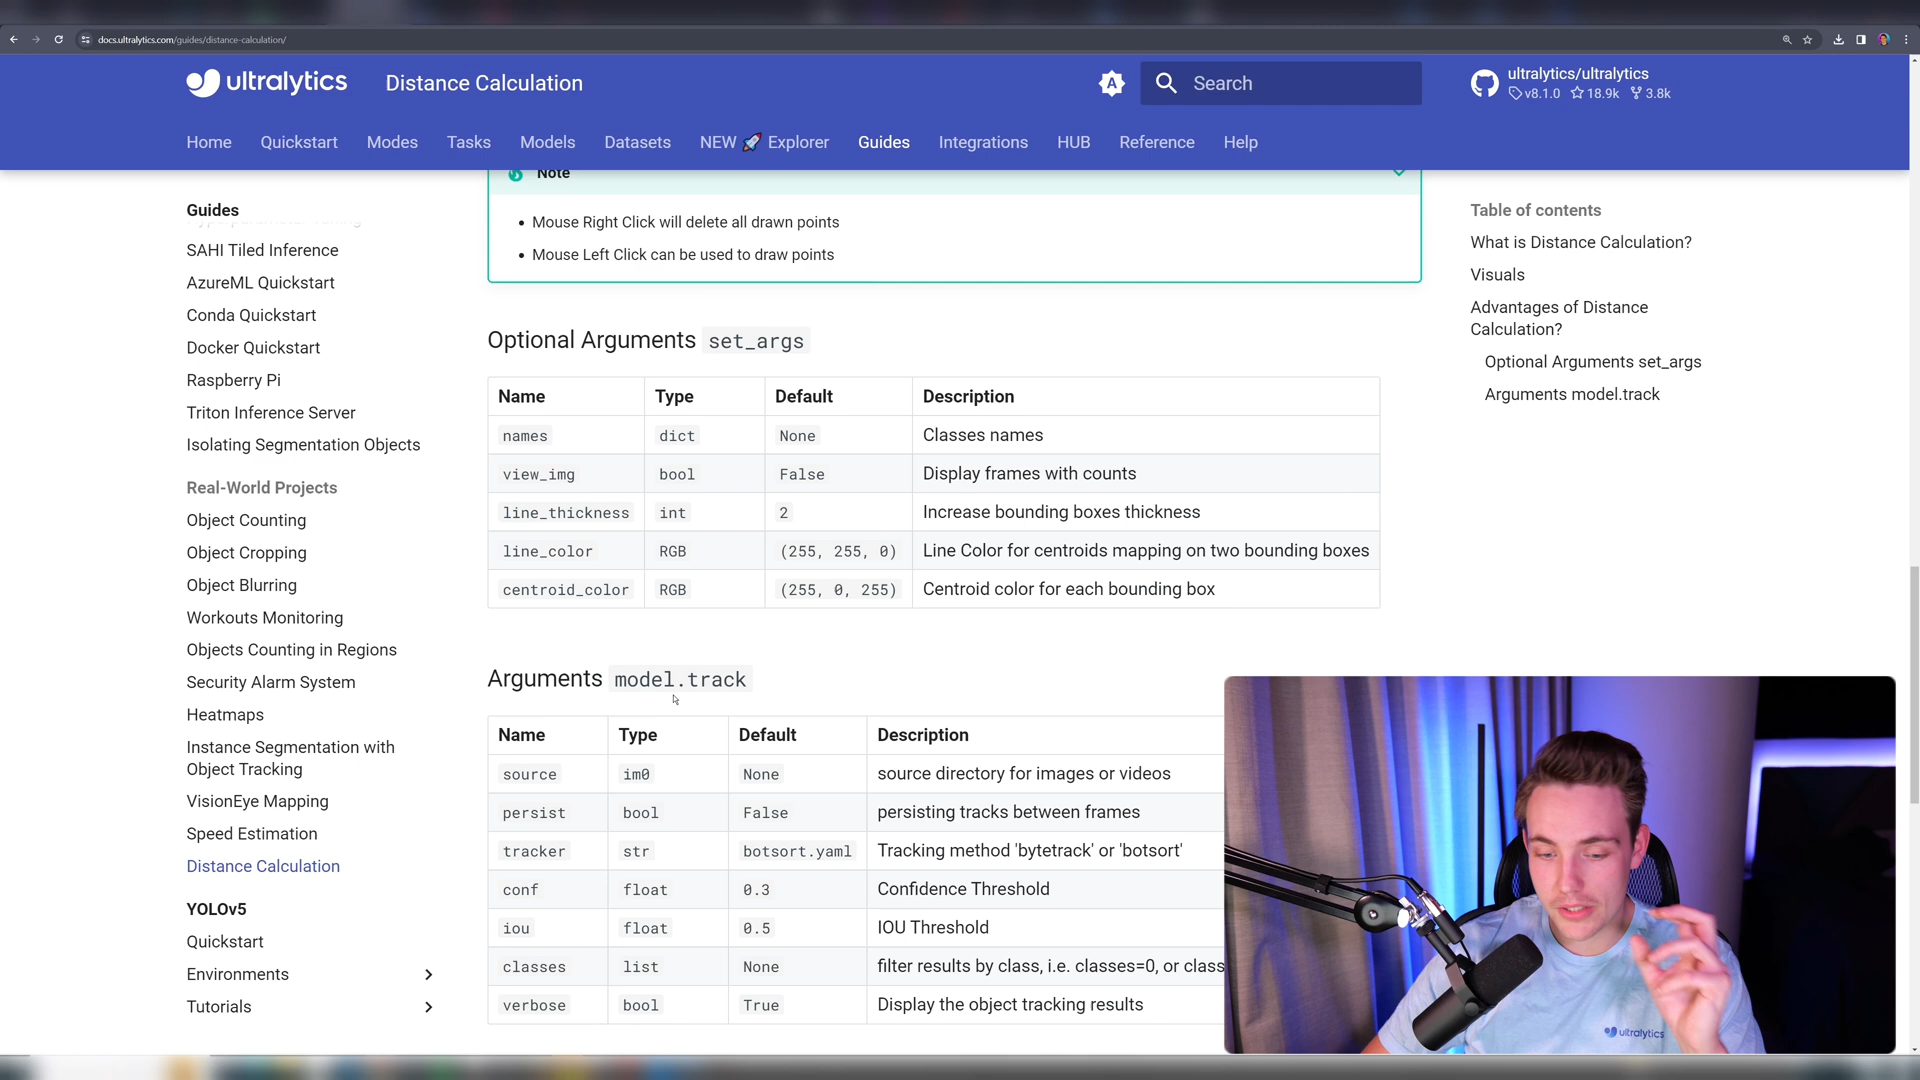 docs.ultralytics.com/guides/distance-calculation/
ultralytics
Distance Calculation
A
Search
ultralytics/ultralytics
v8.1.0 18.9k 3.8k
Home Quickstart Modes Tasks Models Datasets NEW 🚀 Explorer Guides Integrations HUB Reference Help
Guides
SAHI Tiled Inference
AzureML Quickstart
Conda Quickstart
Docker Quickstart
Raspberry Pi
Triton Inference Server
Isolating Segmentation Objects
Real-World Projects
Object Counting
Object Cropping
Object Blurring
Workouts Monitoring
Objects Counting in Regions
Security Alarm System
Heatmaps
Instance Segmentation with
Object Tracking
VisionEye Mapping
Speed Estimation
Distance Calculation
YOLOv5
Quickstart
Environments
Tutorials
Note
• Mouse Right Click will delete all drawn points
• Mouse Left Click can be used to draw points
Optional Arguments set_args
Name Type Default Description
names dict None Classes names
view_img bool False Display frames with counts
line_thickness int 2 Increase bounding boxes thickness
line_color RGB (255, 255, 0) Line Color for centroids mapping on two bounding boxes
centroid_color RGB (255, 0, 255) Centroid color for each bounding box
Arguments model.track
Name Type Default Description
source im0 None source directory for images or videos
persist bool False persisting tracks between frames
tracker str botsort.yaml Tracking method 'bytetrack' or 'botsort'
conf float 0.3 Confidence Threshold
iou float 0.5 IOU Threshold
classes list None filter results by class, i.e. classes=0, or class
verbose bool True Display the object tracking results
Table of contents
What is Distance Calculation?
Visuals
Advantages of Distance
Calculation?
Optional Arguments set_args
Arguments model.track
ultralytics